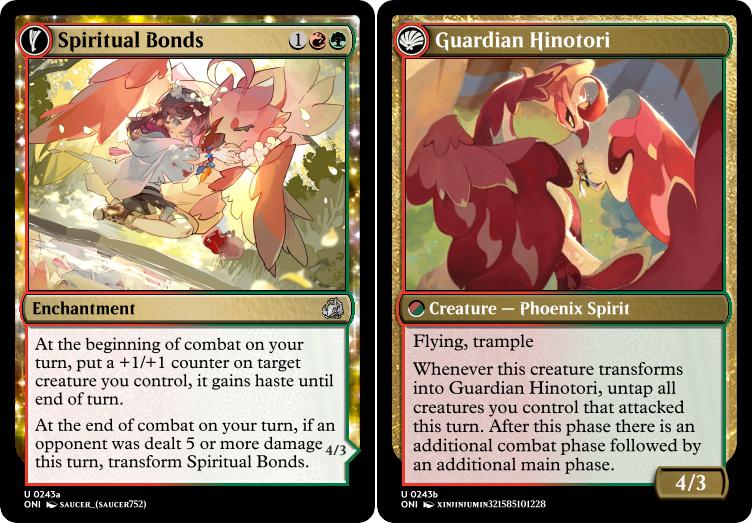 Spiritual Bonds
1
Enchantment
At the beginning of combat on your
turn, put a +1/+1 counter on target
creature you control, it gains haste until
end of turn.
At the end of combat on your turn, if an
opponent was dealt 5 or more damage
this turn, transform Spiritual Bonds.
4/3
U 0243a
ONI SAUCER_(SAUCER752)
Guardian Hinotori
Creature — Phoenix Spirit
Flying, trample
Whenever this creature transforms
into Guardian Hinotori, untap all
creatures you control that attacked
this turn. After this phase there is an
additional combat phase followed by
an additional main phase.
4/3
U 0243b
ONI XINJINJUMIN321585101228